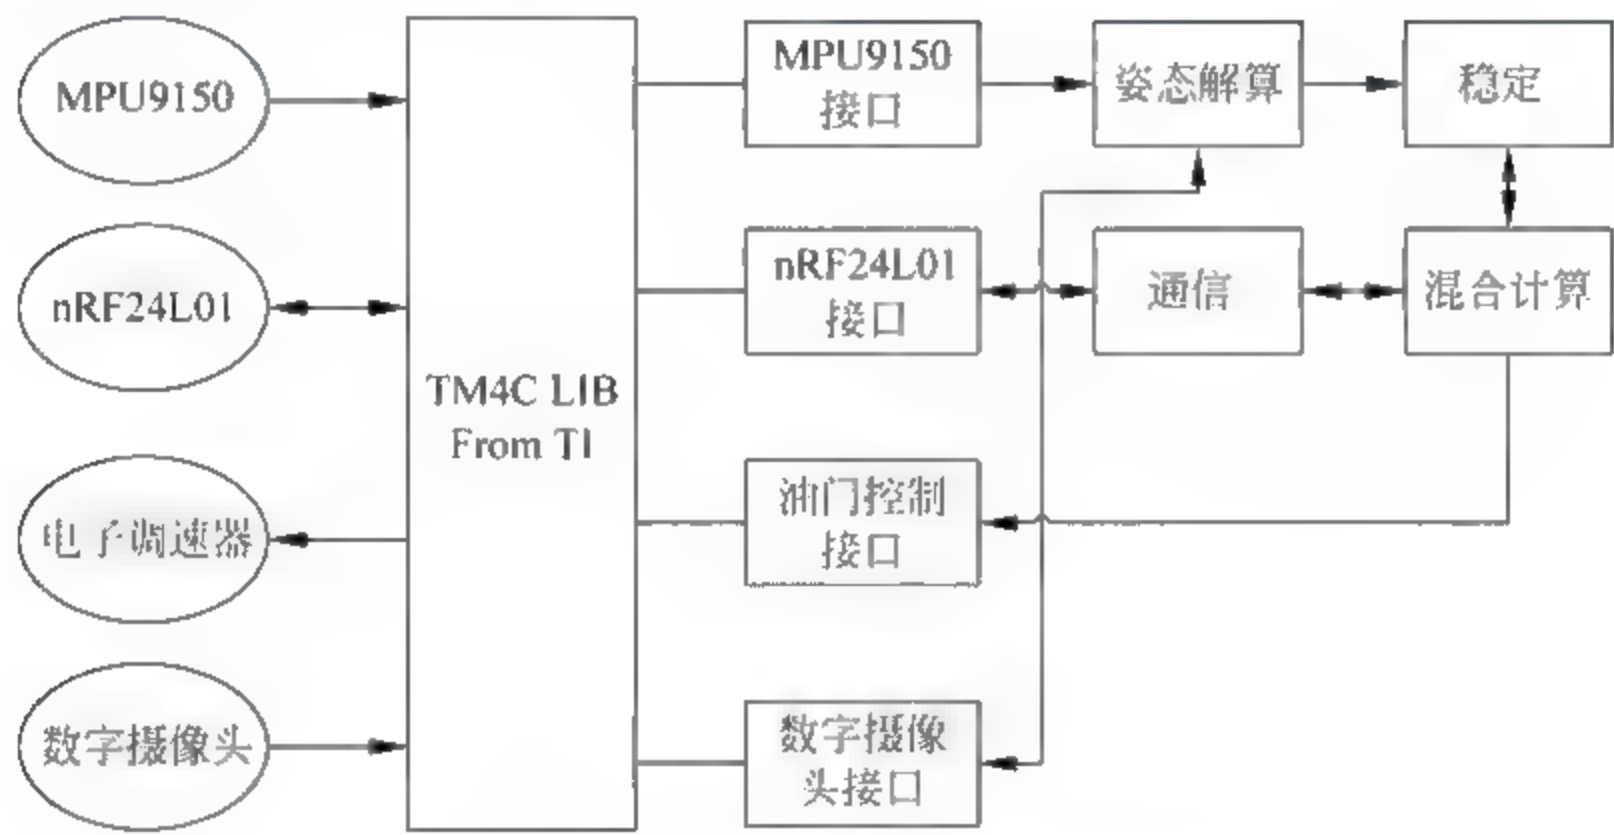 MPU9150
nRF24L01
电子调速器
数字摄像头
TM4C LIB
From TI
MPU9150
接口
nRF24L01
接口
油门控制
接口
数字摄像
头接口
姿态解算
稳定
通信
混合计算